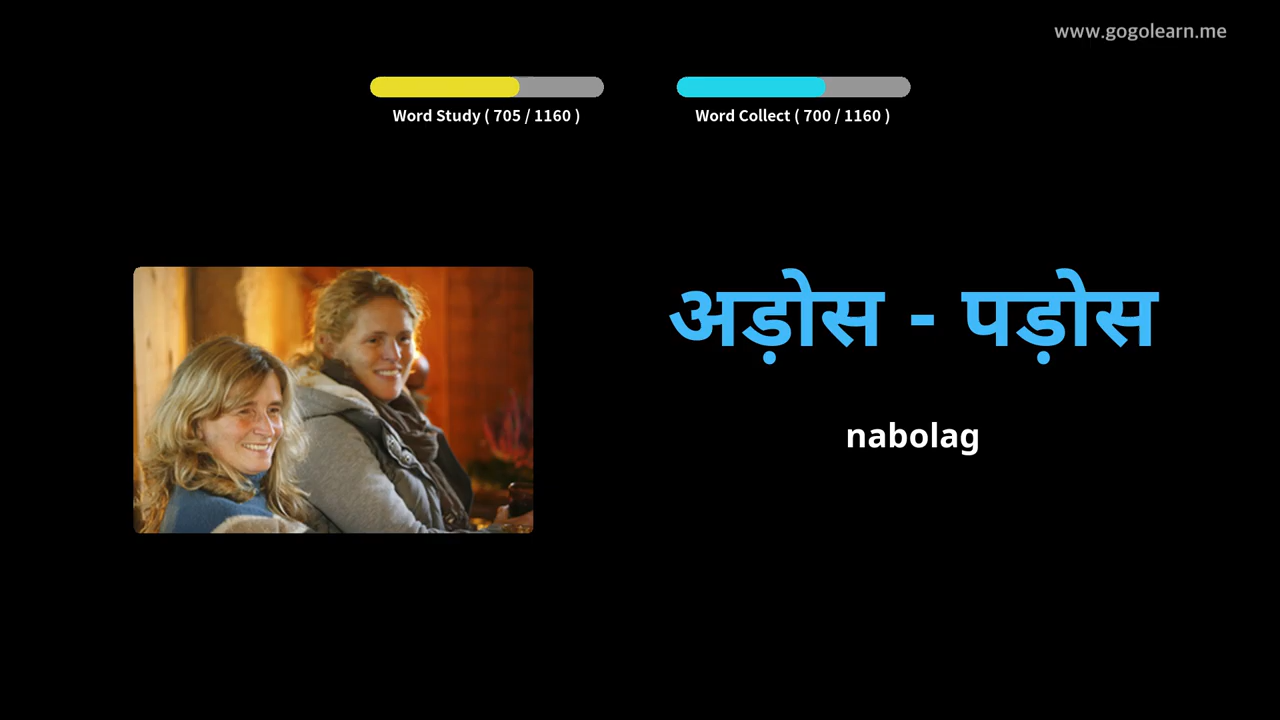 www.gogolearn.me
Word Study ( 705 / 1160 )
Word Collect ( 700 / 1160 )
अड़ोस - पड़ोस
nabolag